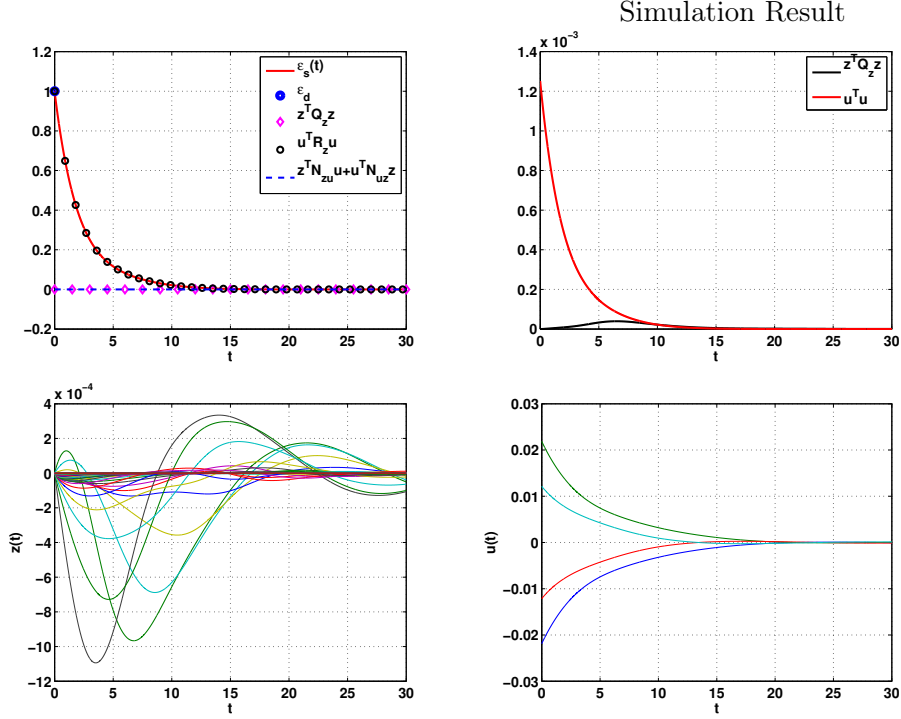 Simulation Result
1.2
1
0.8
0.6
0.4
0.2
0
−0.2
0 5 10 15 20 25 30
t
ε_s(t)
ε_d
z^T Q_z z
u^T R_z u
z^T N_zu u+u^T N_uz z
x 10^−3
1.4
1.2
1
0.8
0.6
0.4
0.2
0
0 5 10 15 20 25 30
t
z^T Q_z z
u^T u
x 10^−4
4
2
0
−2
−4
−6
−8
−10
−12
0 5 10 15 20 25 30
t
z(t)
0.03
0.02
0.01
0
−0.01
−0.02
−0.03
0 5 10 15 20 25 30
t
u(t)